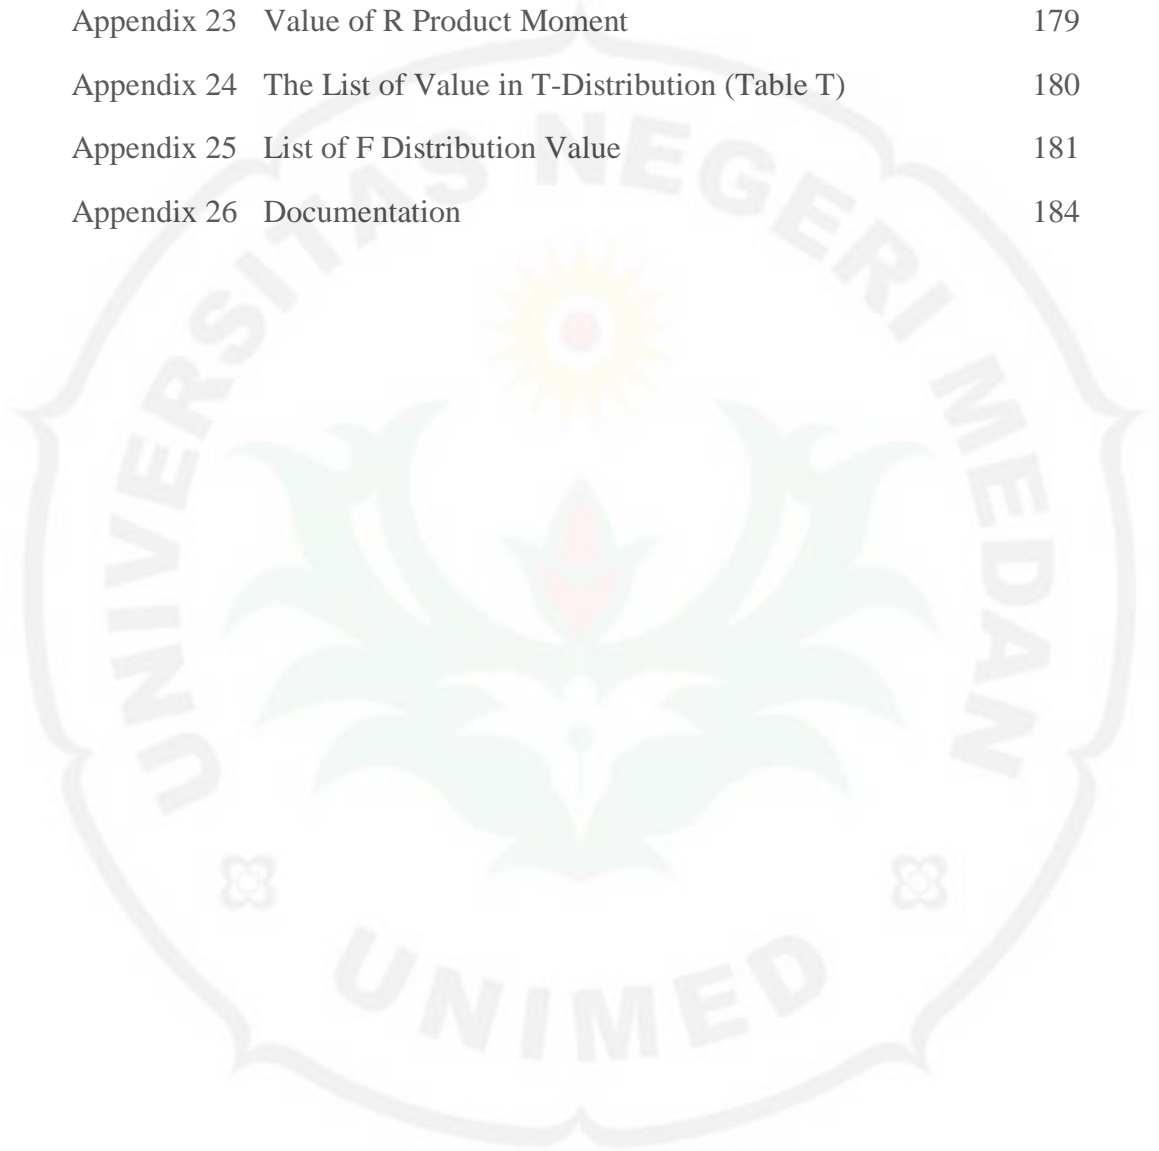 Appendix 23 Value of R Product Moment 179
Appendix 24 The List of Value in T-Distribution (Table T) 180
Appendix 25 List of F Distribution Value 181
Appendix 26 Documentation 184
UNIVERSITAS NEGERI MEDAN
UNIMED